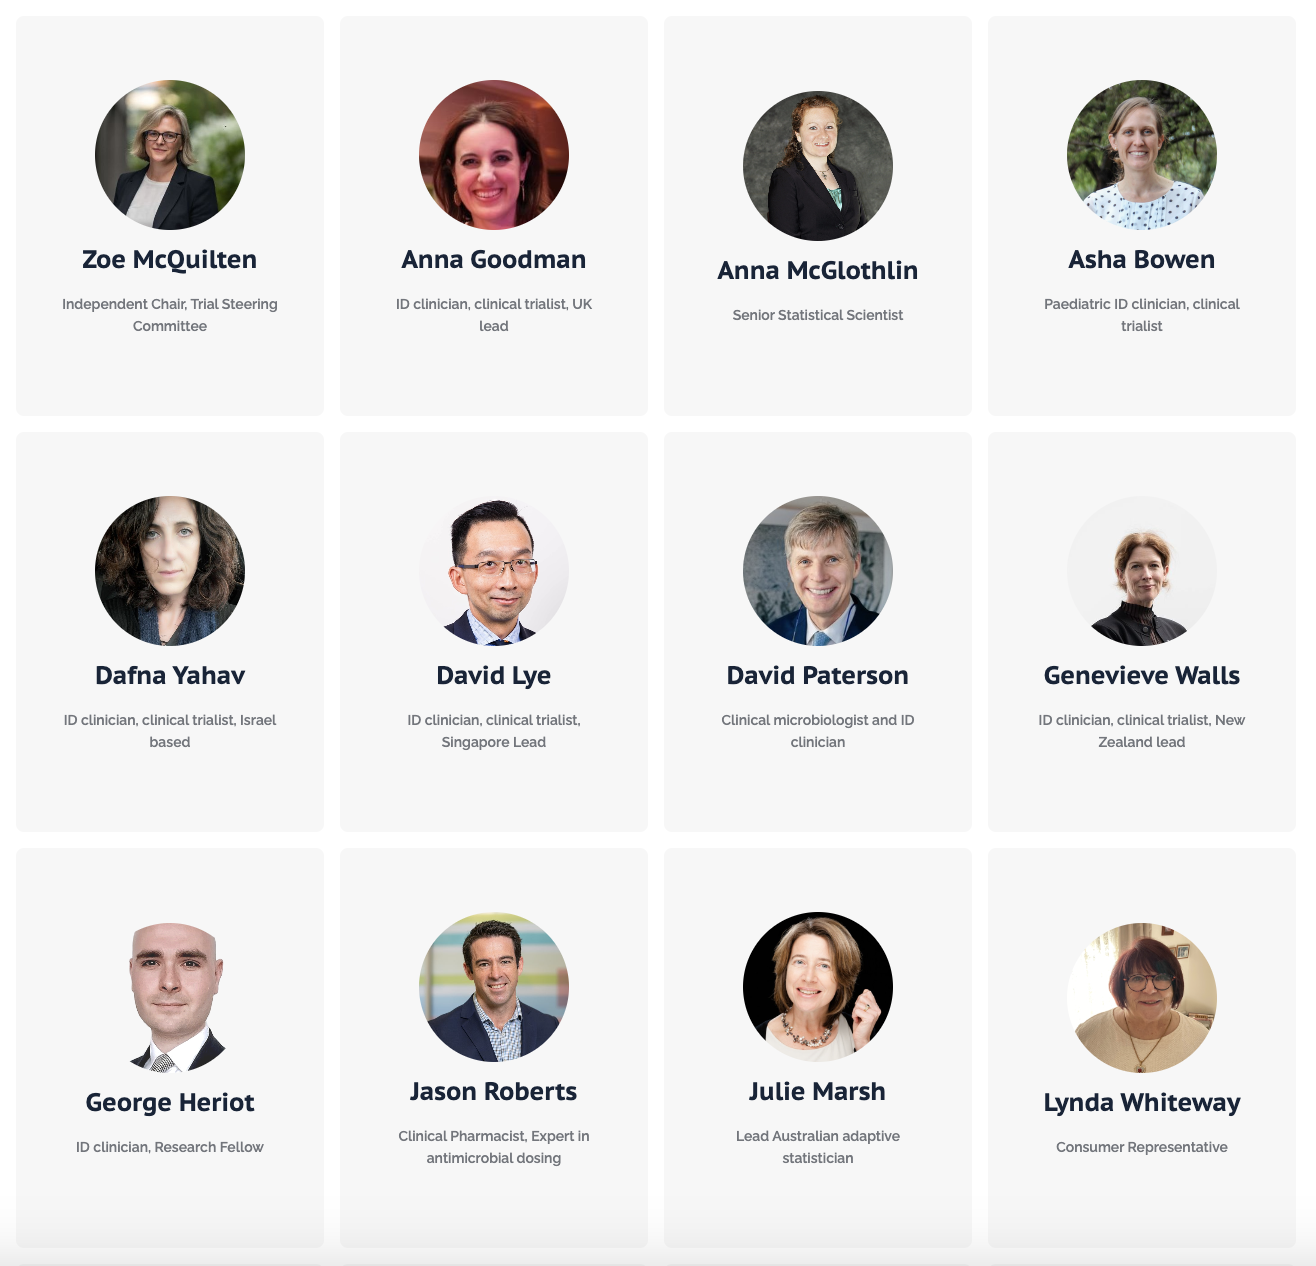 Zoe McQuilten
Independent Chair, Trial Steering
Committee
Anna Goodman
ID clinician, clinical trialist, UK
lead
Anna McGlothlin
Senior Statistical Scientist
Asha Bowen
Paediatric ID clinician, clinical
trialist
Dafna Yahav
ID clinician, clinical trialist, Israel
based
David Lye
ID clinician, clinical trialist,
Singapore Lead
David Paterson
Clinical microbiologist and ID
clinician
Genevieve Walls
ID clinician, clinical trialist, New
Zealand lead
George Heriot
ID clinician, Research Fellow
Jason Roberts
Clinical Pharmacist, Expert in
antimicrobial dosing
Julie Marsh
Lead Australian adaptive
statistician
Lynda Whiteway
Consumer Representative